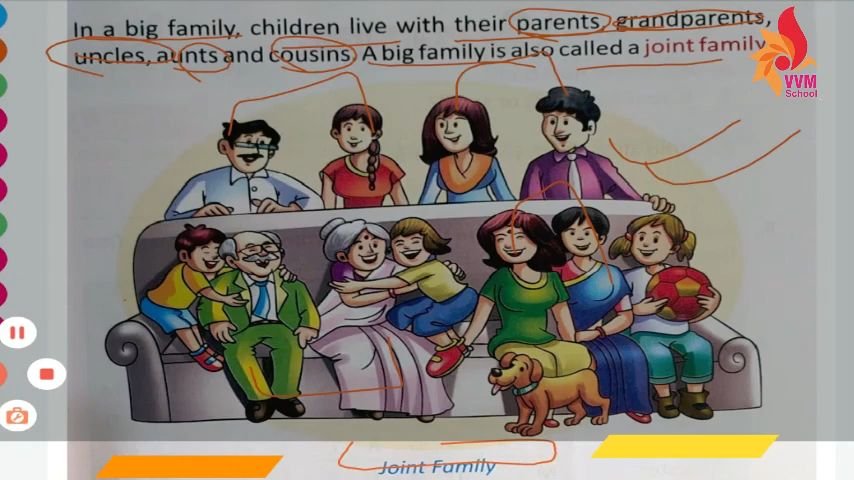 In a big family, children live with their parents, grandparents,
uncles, aunts and cousins. A big family is also called a joint family
VVM
School
Joint Family